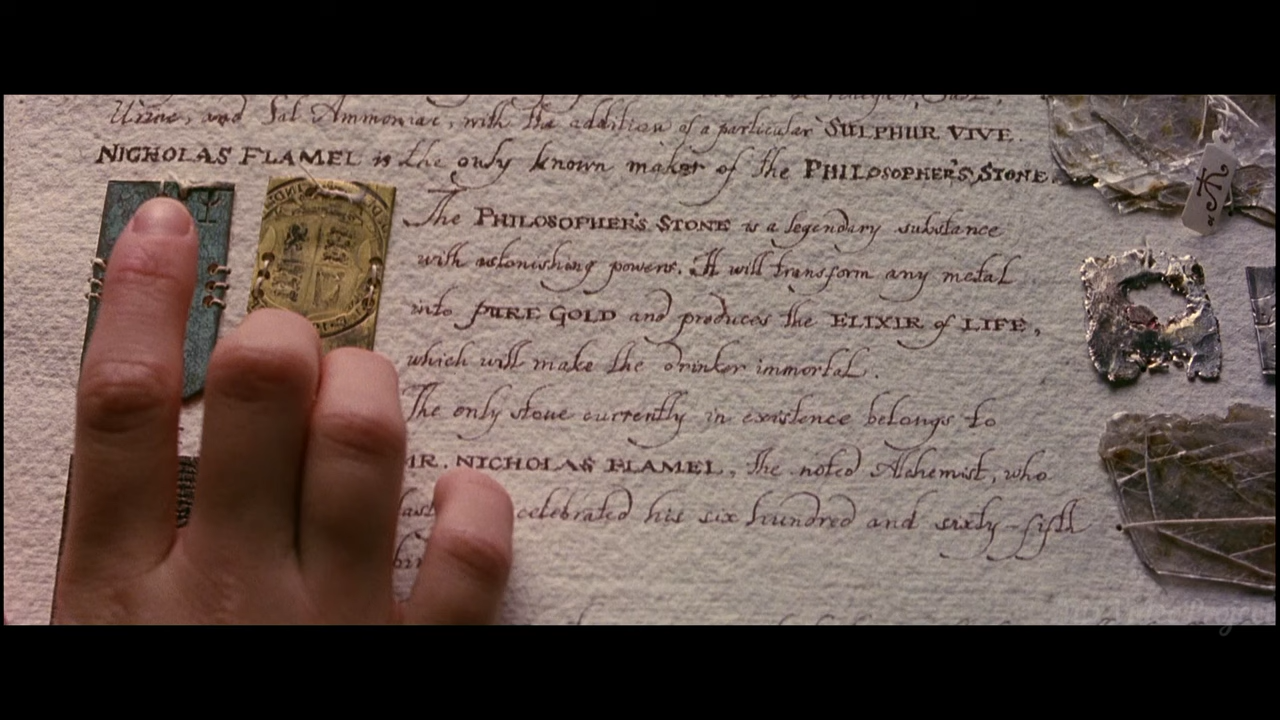 Urine, and Sal Ammoniac, with the addition of a particular SULPHUR VIVE.
NICHOLAS FLAMEL is the only known maker of the PHILOSOPHER'S STONE.
The PHILOSOPHER'S STONE is a legendary substance
with astonishing powers. It will transform any metal
into PURE GOLD and produces the ELIXIR of LIFE,
which will make the drinker immortal.
The only stone currently in existence belongs to
MR. NICHOLAS FLAMEL, the noted Alchemist, who
last celebrated his six hundred and sixty-fifth